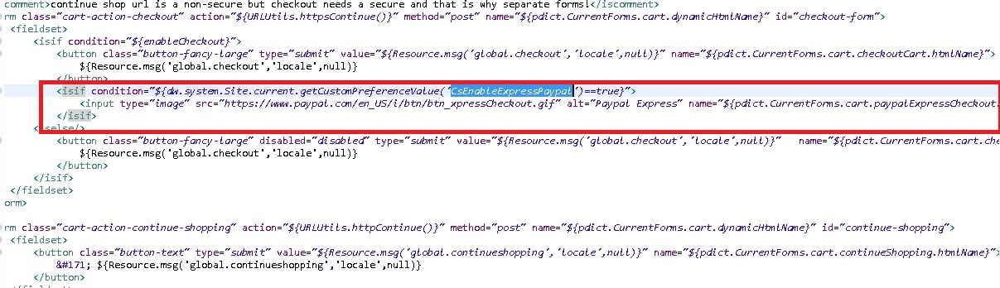 comment>continue shop url is a non-secure but checkout needs a secure and that is why separate forms!</iscomment>
rm class="cart-action-checkout" action="${URLUtils.httpsContinue()}" method="post" name="${pdict.CurrentForms.cart.dynamicHtmlName}" id="checkout-form">
<fieldset>
<isif condition="${enableCheckout}">
<button class="button-fancy-large" type="submit" value="${Resource.msg('global.checkout','locale',null)}" name="${pdict.CurrentForms.cart.checkoutCart.htmlName}">
${Resource.msg('global.checkout','locale',null)}
</button>
<isif condition="${dw.system.Site.current.getCustomPreferenceValue('CsEnableExpressPaypal')==true}">
<input type="image" src="https://www.paypal.com/en_US/i/btn/btn_xpressCheckout.gif" alt="Paypal Express" name="${pdict.CurrentForms.cart.paypalExpressCheckout.
</isif>
<iselse/>
<button class="button-fancy-large" disabled="disabled" type="submit" value="${Resource.msg('global.checkout','locale',null)}" name="${pdict.CurrentForms.cart.che
${Resource.msg('global.checkout','locale',null)}
</button>
</isif>
</fieldset>
orm>
rm class="cart-action-continue-shopping" action="${URLUtils.httpContinue()}" method="post" name="${pdict.CurrentForms.cart.dynamicHtmlName}" id="continue-shopping">
<fieldset>
<button class="button-text" type="submit" value="${Resource.msg('global.continueshopping','locale',null)}" name="${pdict.CurrentForms.cart.continueShopping.htmlName}">
&#171; ${Resource.msg('global.continueshopping','locale',null)}
</button>
</fieldset>